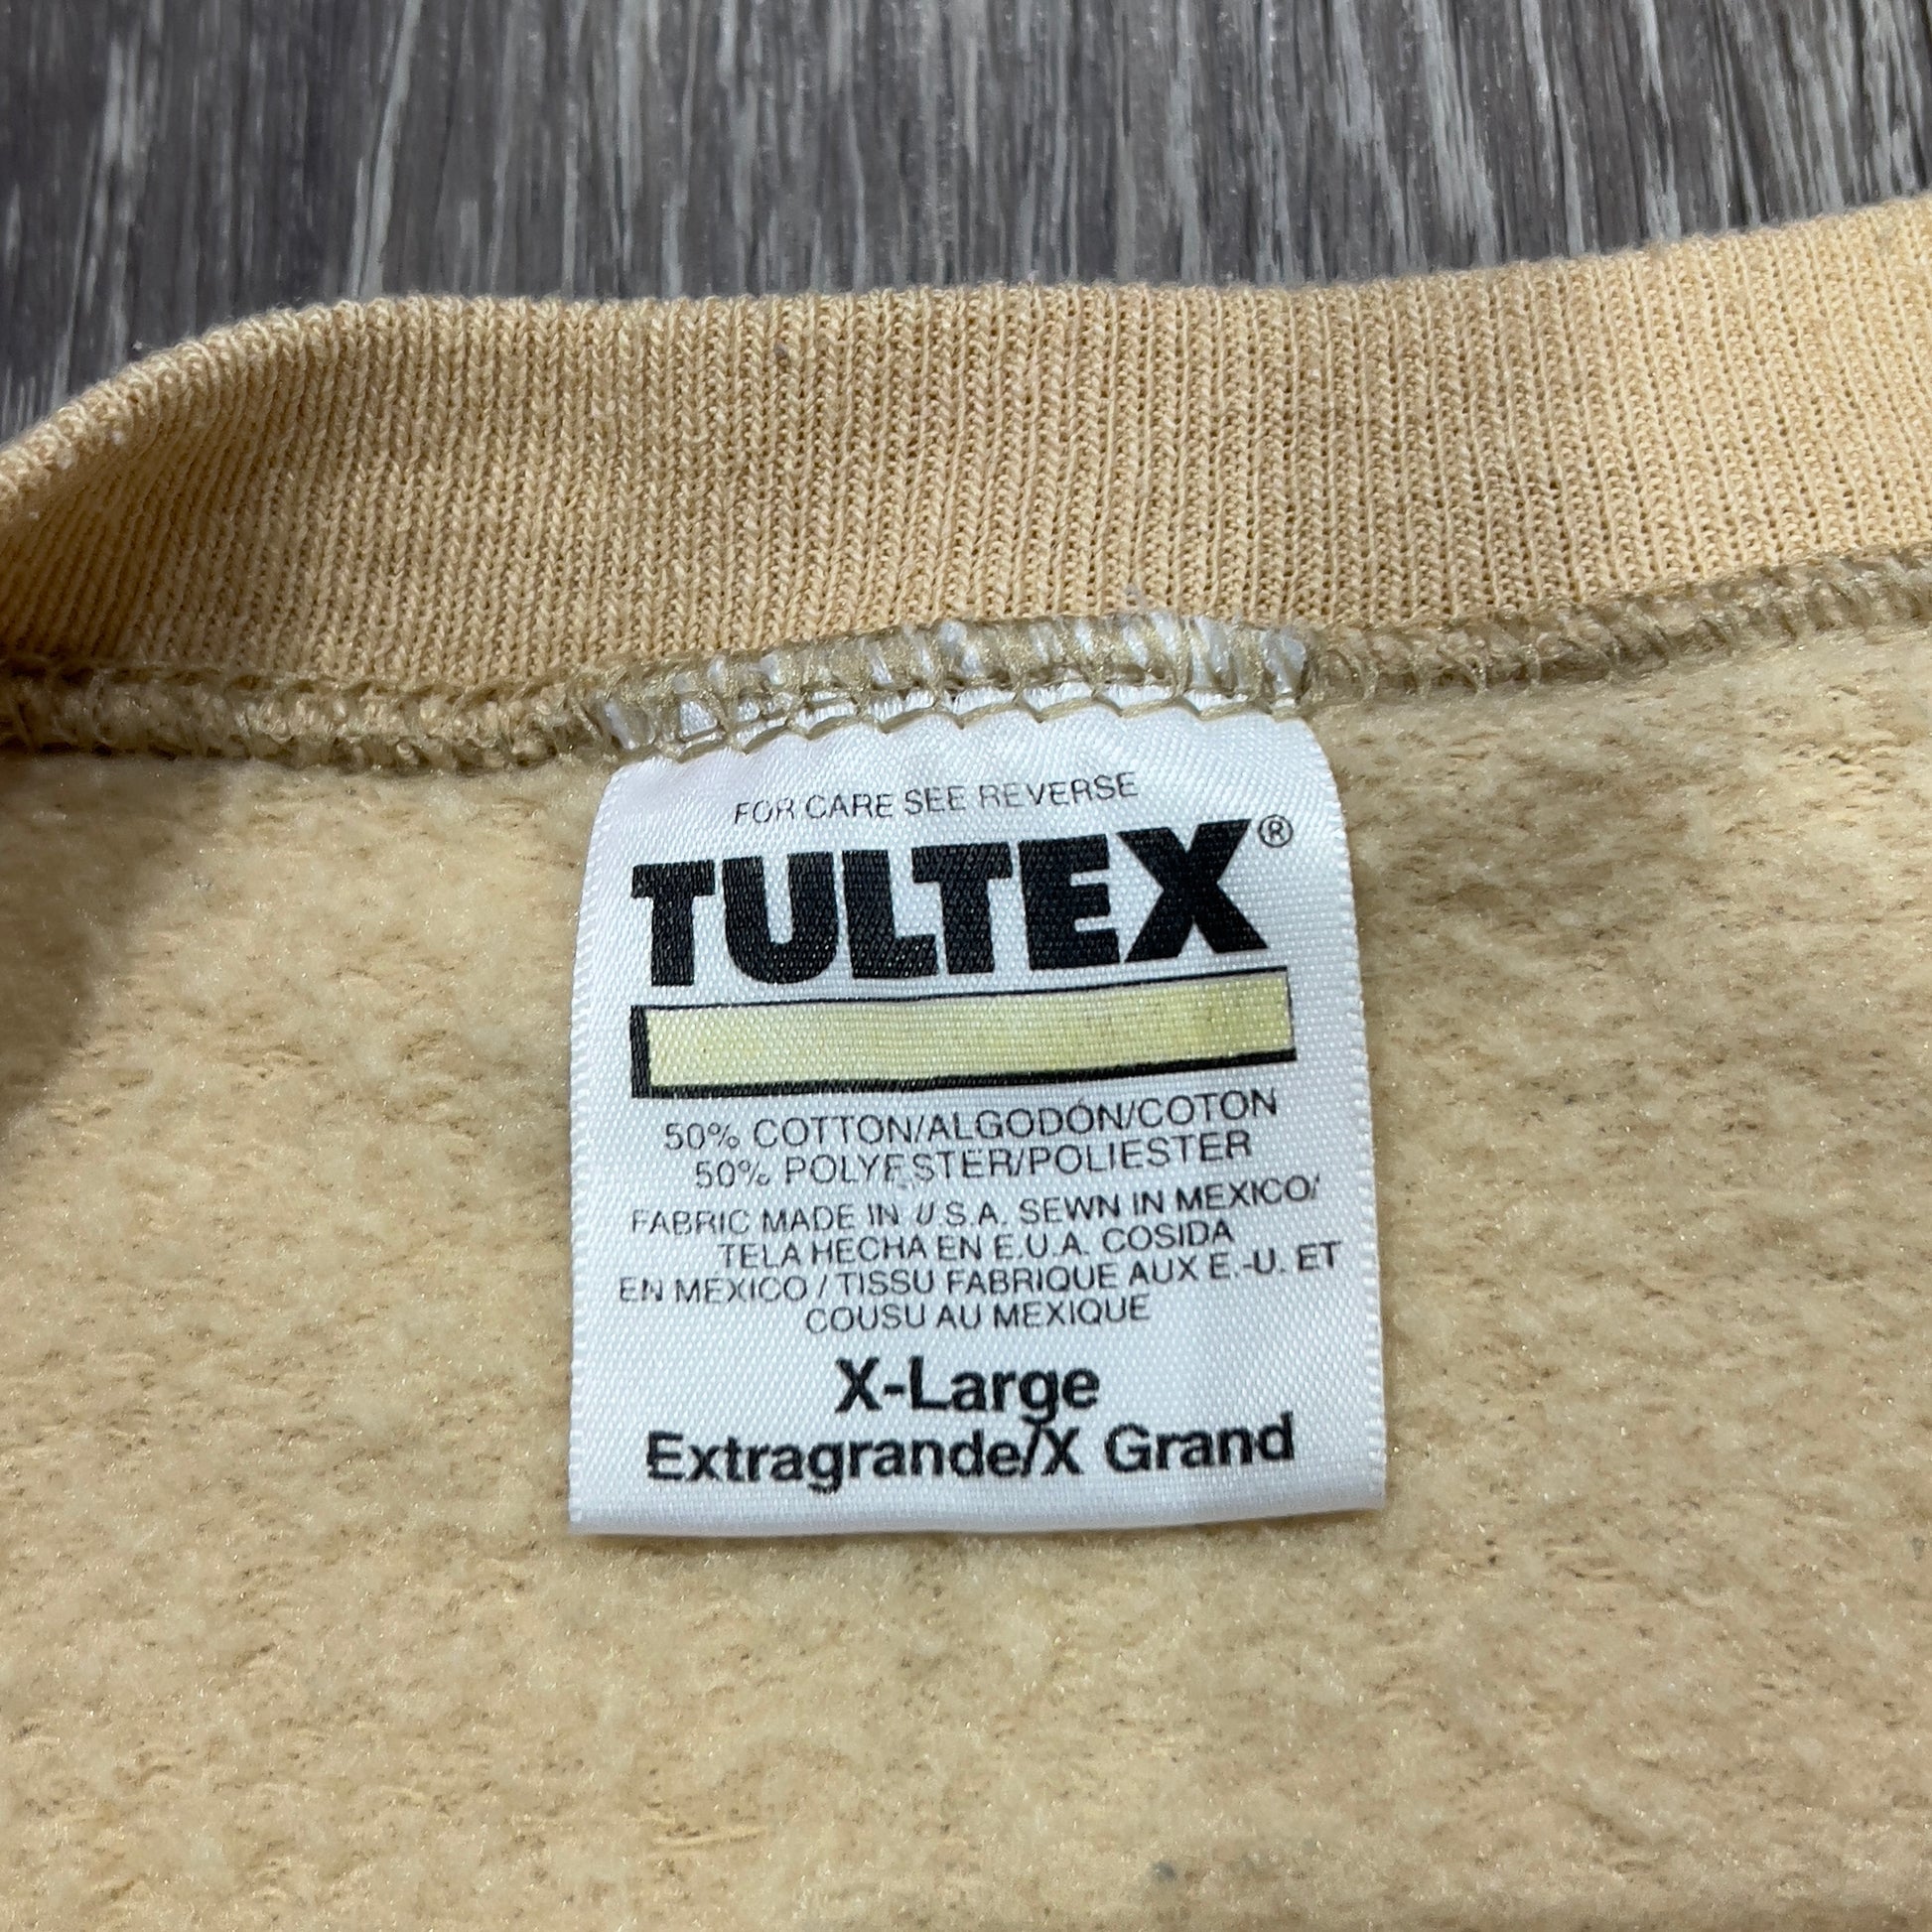 FOR CARE SEE REVERSE
TULTEX®
50% COTTON/ALGODÓN/COTON
50% POLYESTER/POLIESTER
FABRIC MADE IN U.S.A. SEWN IN MEXICO/
TELA HECHA EN E.U.A. COSIDA
EN MEXICO / TISSU FABRIQUE AUX E.-U. ET
COUSU AU MEXIQUE
X-Large
Extragrande/X Grand